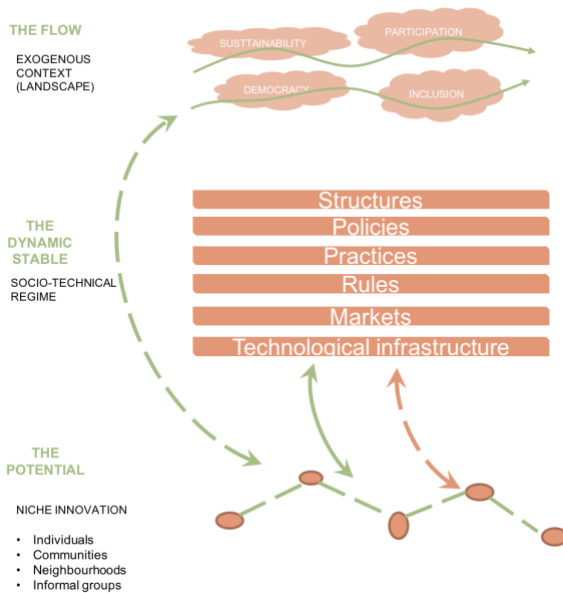 THE FLOW
EXOGENOUS
CONTEXT
(LANDSCAPE)
SUSTTAINABILITY
PARTICIPATION
DEMOCRACY
INCLUSION
THE
DYNAMIC
STABLE
SOCIO-TECHNICAL
REGIME
Structures
Policies
Practices
Rules
Markets
Technological infrastructure
THE
POTENTIAL
NICHE INNOVATION
• Individuals
• Communities
• Neighbourhoods
• Informal groups